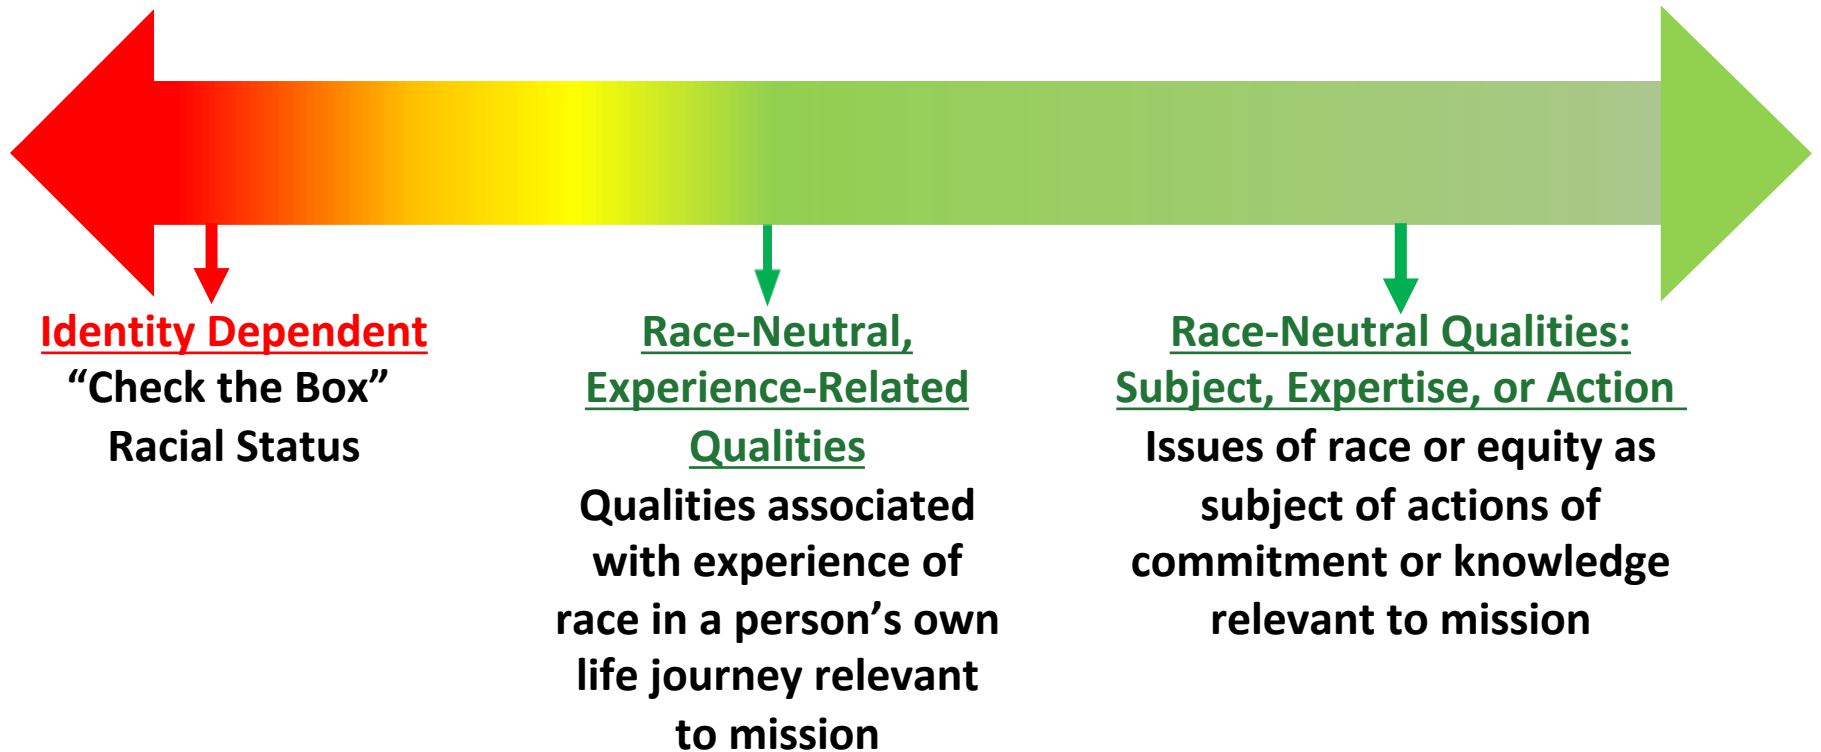 Identity Dependent
“Check the Box”
Racial Status
Race-Neutral,
Experience-Related
Qualities
Qualities associated
with experience of
race in a person’s own
life journey relevant
to mission
Race-Neutral Qualities:
Subject, Expertise, or Action
Issues of race or equity as
subject of actions of
commitment or knowledge
relevant to mission